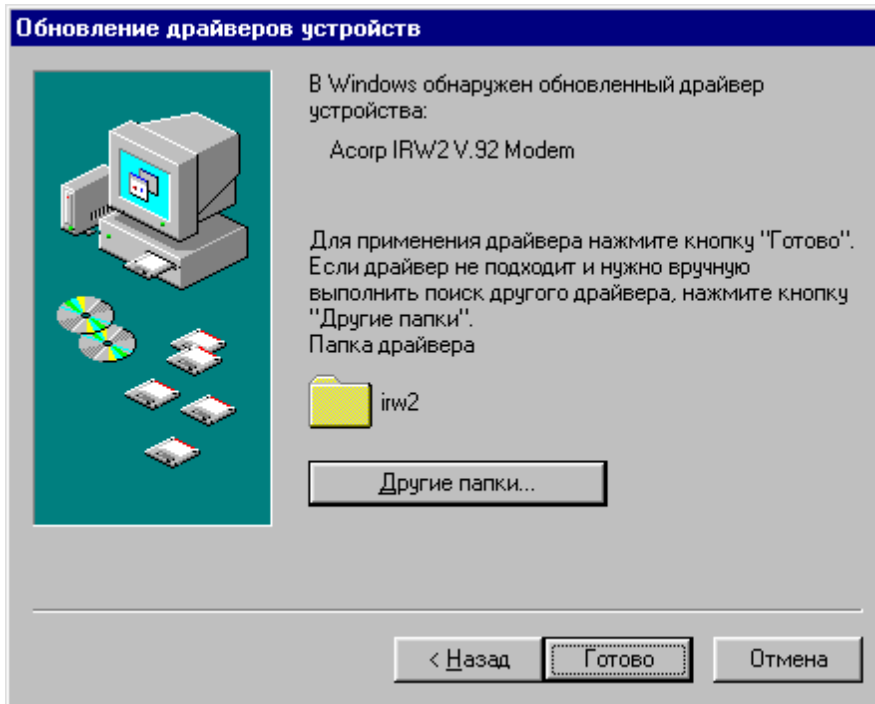 Обновление драйверов устройств
В Windows обнаружен обновленный драйвер
устройства:
Acorp IRW2 V.92 Modem
Для применения драйвера нажмите кнопку "Готово".
Если драйвер не подходит и нужно вручную
выполнить поиск другого драйвера, нажмите кнопку
"Другие папки".
Папка драйвера
irw2
Другие папки...
< Назад
Готово
Отмена